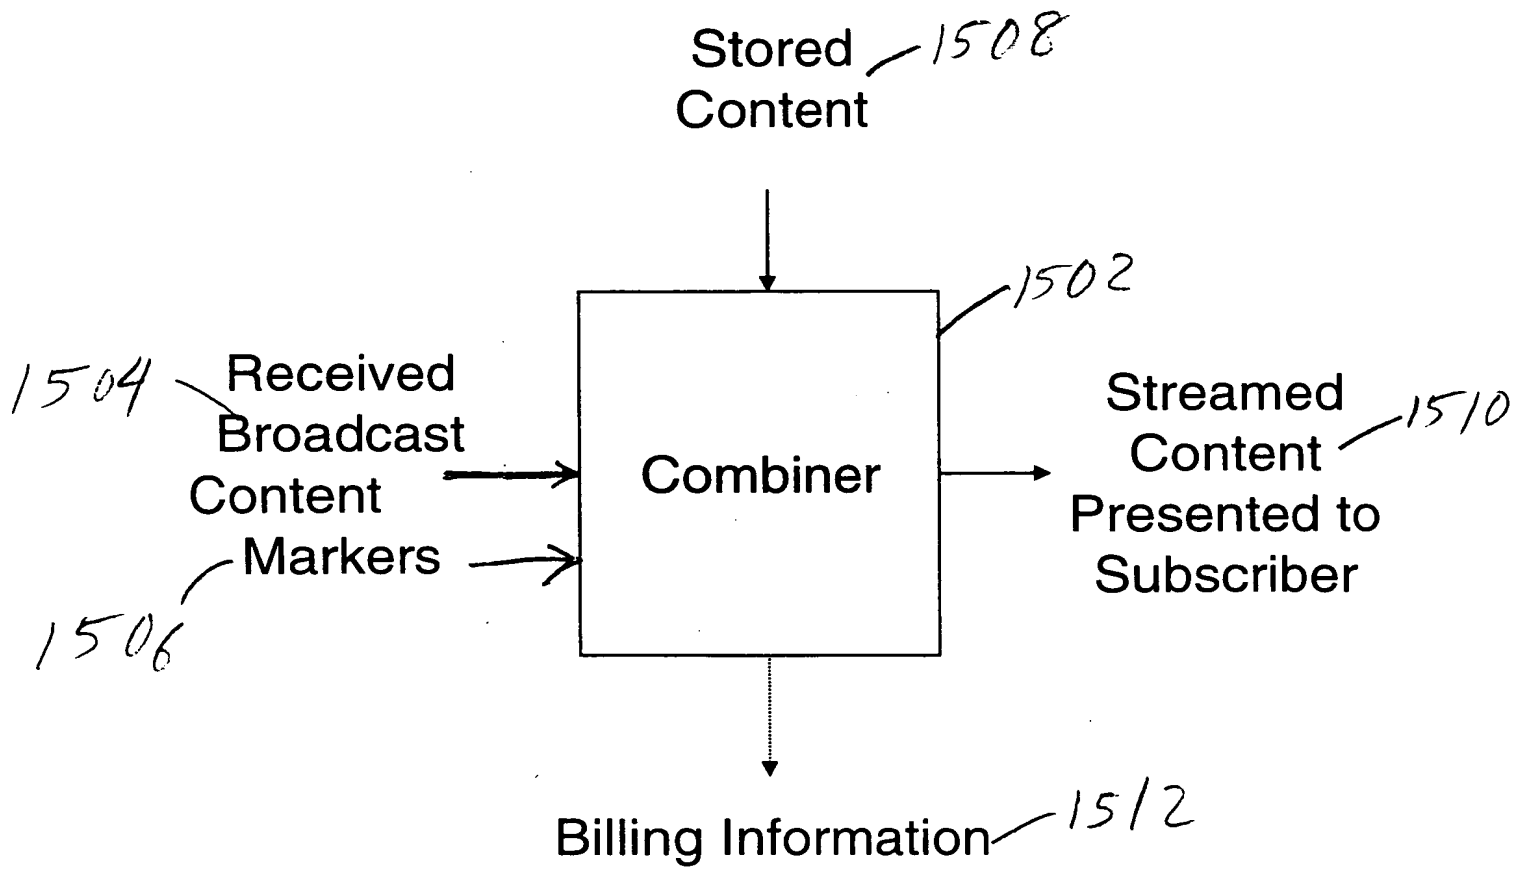 Stored
1508
Content
1502
1504
Received
Broadcast
Content
Markers
1506
Combiner
Streamed
1510
Content
Presented to
Subscriber
Billing Information
1512